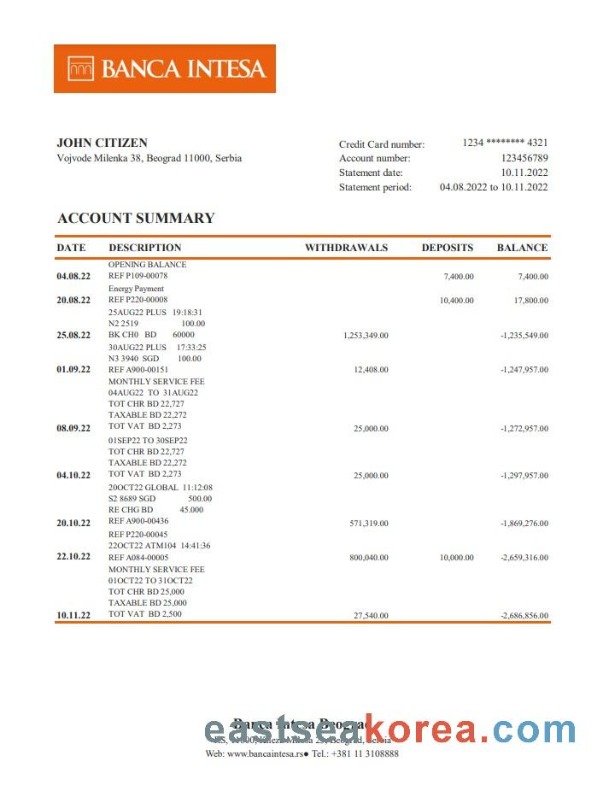 BANCA INTESA
JOHN CITIZEN
Vojvode Milenka 38, Beograd 11000, Serbia
Credit Card number: 1234 ******** 4321
Account number: 123456789
Statement date: 10.11.2022
Statement period: 04.08.2022 to 10.11.2022
ACCOUNT SUMMARY
DATE DESCRIPTION WITHDRAWALS DEPOSITS BALANCE
OPENING BALANCE
04.08.22 REF P109-00078 7,400.00 7,400.00
Energy Payment
20.08.22 REF P220-00008 10,400.00 17,800.00
25AUG22 PLUS 19:18:31
N2 2519 100.00
25.08.22 BK CH0 BD 60000 1,253,349.00 -1,235,549.00
30AUG22 PLUS 17:33:25
N3 3940 SGD 100.00
01.09.22 REF A900-00151 12,408.00 -1,247,957.00
MONTHLY SERVICE FEE
04AUG22 TO 31AUG22
TOT CHR BD 22,727
TAXABLE BD 22,272
08.09.22 TOT VAT BD 2,273 25,000.00 -1,272,957.00
01SEP22 TO 30SEP22
TOT CHR BD 22,727
TAXABLE BD 22,272
04.10.22 TOT VAT BD 2,273 25,000.00 -1,297,957.00
20OCT22 GLOBAL 11:12:08
S2 8689 SGD 500.00
RE CHG BD 45.000
20.10.22 REF A900-00436 571,319.00 -1,869,276.00
REF P220-00045
22OCT22 ATM104 14:41:36
22.10.22 REF A084-00005 800,040.00 10,000.00 -2,659,316.00
MONTHLY SERVICE FEE
01OCT22 TO 31OCT22
TOT CHR BD 25,000
TAXABLE BD 25,000
10.11.22 TOT VAT BD 2,500 27,540.00 -2,686,856.00
Banca Intesa Beograd
eastseakorea.com
Web: www.bancaintesa.rs● Tel.: +381 11 3108888